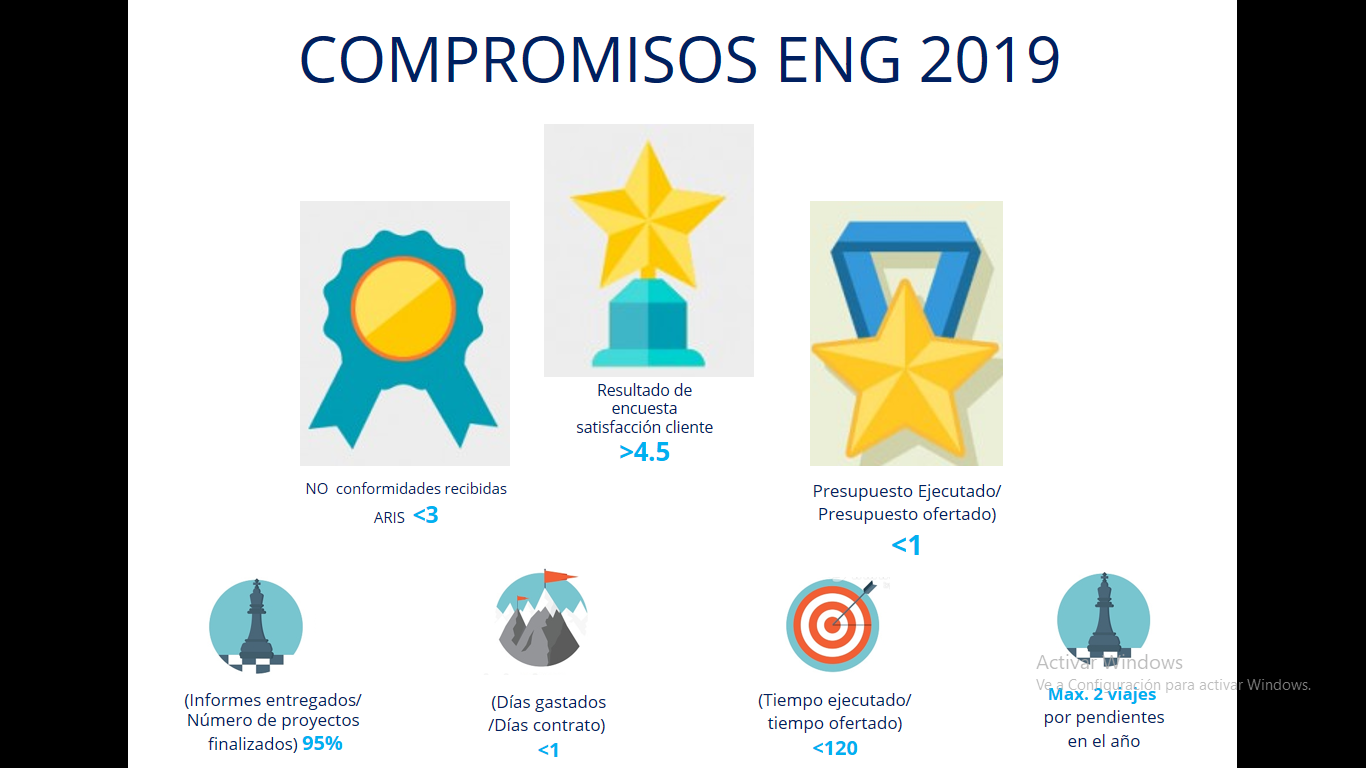 COMPROMISOS ENG 2019
Resultado de
encuesta
satisfacción cliente
>4.5
NO conformidades recibidas
ARIS <3
Presupuesto Ejecutado/
Presupuesto ofertado)
<1
(Informes entregados/
Número de proyectos
finalizados) 95%
(Días gastados
/Días contrato)
<1
(Tiempo ejecutado/
tiempo ofertado)
<120
Max. 2 viajes
por pendientes
en el año
Activar Windows
Ve a Configuración para activar Windows.